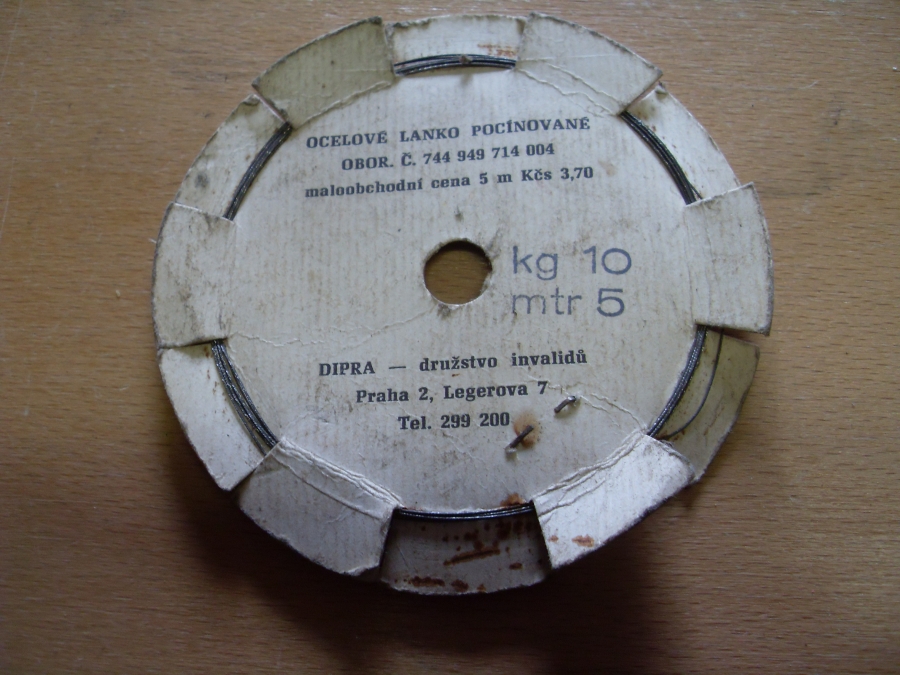 OCELOVÉ LANKO POCÍNOVANÉ
OBOR. Č. 744 949 714 004
maloobchodní cena 5 m Kčs 3,70
kg 10
mtr 5
DIPRA — družstvo invalidů
Praha 2, Legerova 7
Tel. 299 200